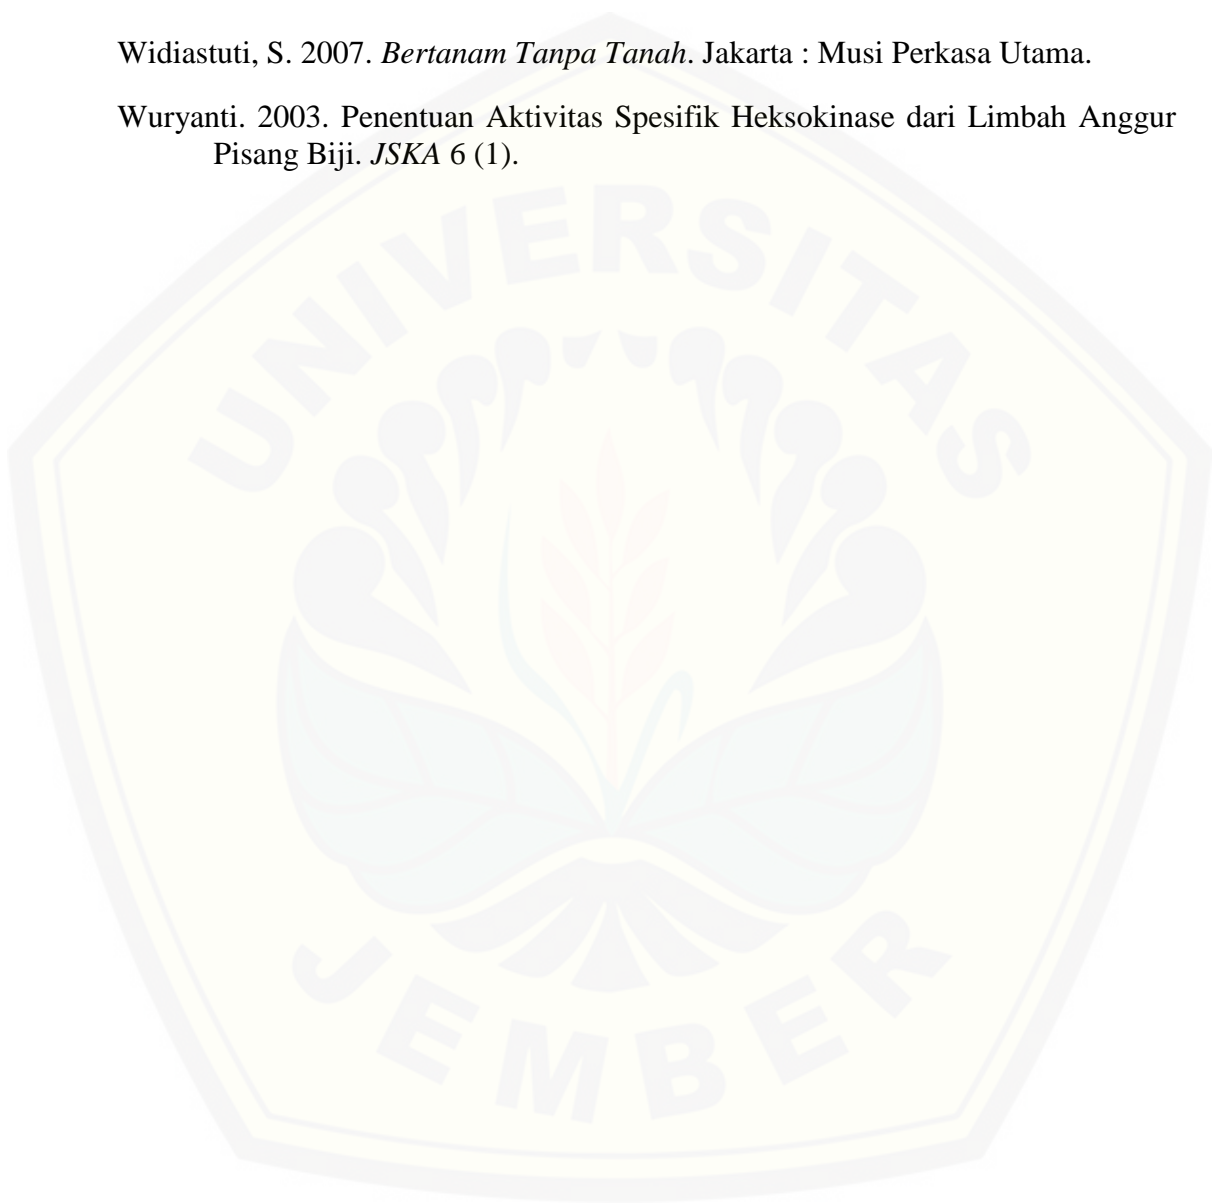 Widiastuti, S. 2007. Bertanam Tanpa Tanah. Jakarta : Musi Perkasa Utama.
Wuryanti. 2003. Penentuan Aktivitas Spesifik Heksokinase dari Limbah Anggur
Pisang Biji. JSKA 6 (1).
UNIVERSITAS
JEMBER